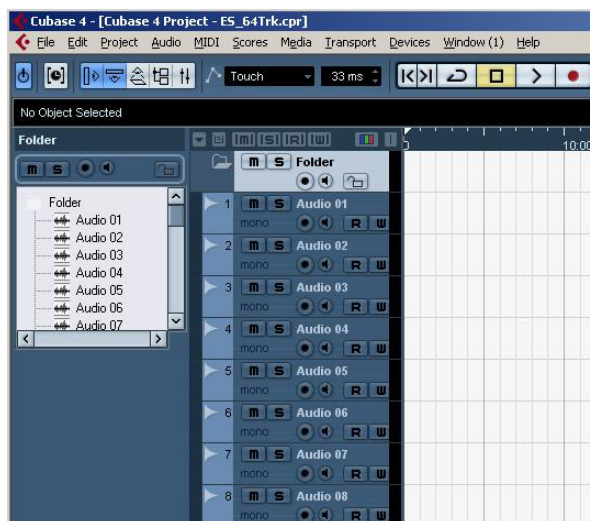 Cubase 4 - [Cubase 4 Project - ES_64Trk.cpr]
File Edit Project Audio MIDI Scores Media Transport Devices Window (1) Help
Touch 33 ms
No Object Selected
Folder
m S
Folder
Audio 01
Audio 02
Audio 03
Audio 04
Audio 05
Audio 06
Audio 07
[m] [S] [R] [W]
10:00
m S Folder
1 m S Audio 01
mono R W
2 m S Audio 02
mono R W
3 m S Audio 03
mono R W
4 m S Audio 04
mono R W
5 m S Audio 05
mono R W
6 m S Audio 06
mono R W
7 m S Audio 07
mono R W
8 m S Audio 08
mono R W